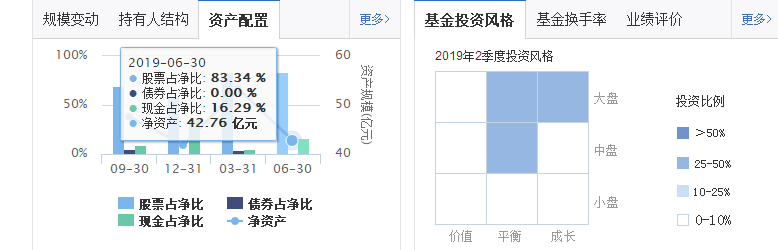 规模变动 持有人结构 资产配置 更多>
100%
50%
0%
60
50
40
资产规模(亿元)
2019-06-30
股票占净比: 83.34 %
债券占净比: 0.00 %
现金占净比: 16.29 %
净资产: 42.76 亿元
09-30 12-31 03-31 06-30
股票占净比 债券占净比
现金占净比 净资产
基金投资风格 基金换手率 业绩评价 更多>
2019年2季度投资风格
大盘
中盘
小盘
价值 平衡 成长
投资比例
>50%
25-50%
10-25%
0-10%